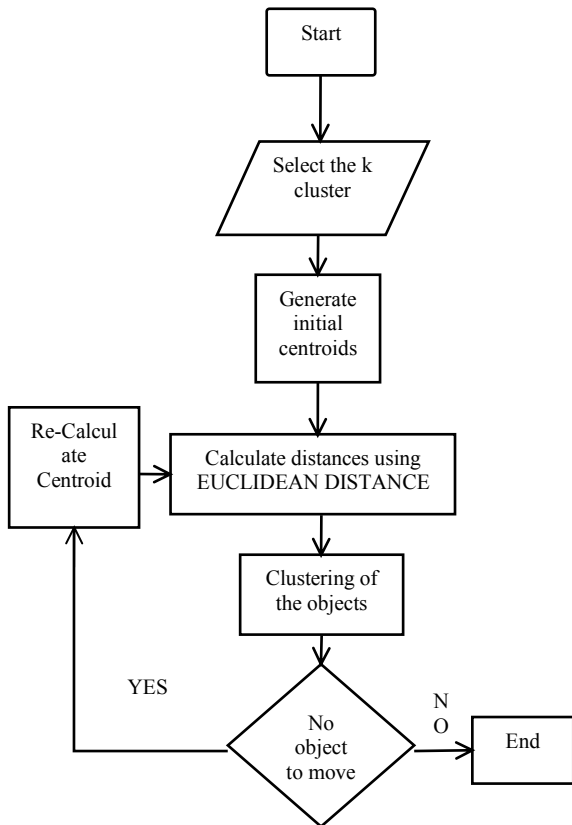 Start
Select the k
cluster
Generate
initial
centroids
Re-Calcul
ate
Centroid
Calculate distances using
EUCLIDEAN DISTANCE
Clustering of
the objects
YES
No
object
to move
N
O
End